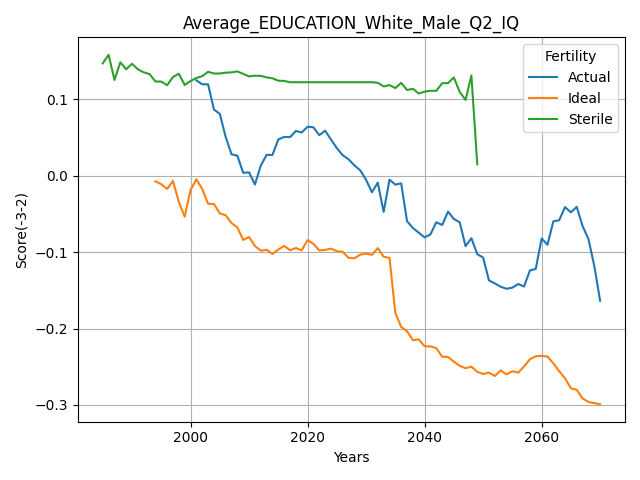 Average_EDUCATION_White_Male_Q2_IQ
Fertility
Actual
Ideal
Sterile
Score(-3-2)
0.1
0.0
−0.1
−0.2
−0.3
2000
2020
2040
2060
Years